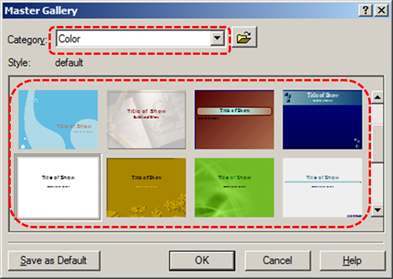 Master Gallery
Category: Color
Style: default
Title of Show
Title of Show
Title of Show
Title of Show
Title of Show
Title of Show
Title of Show
Title of Show
Save as Default
OK
Cancel
Help